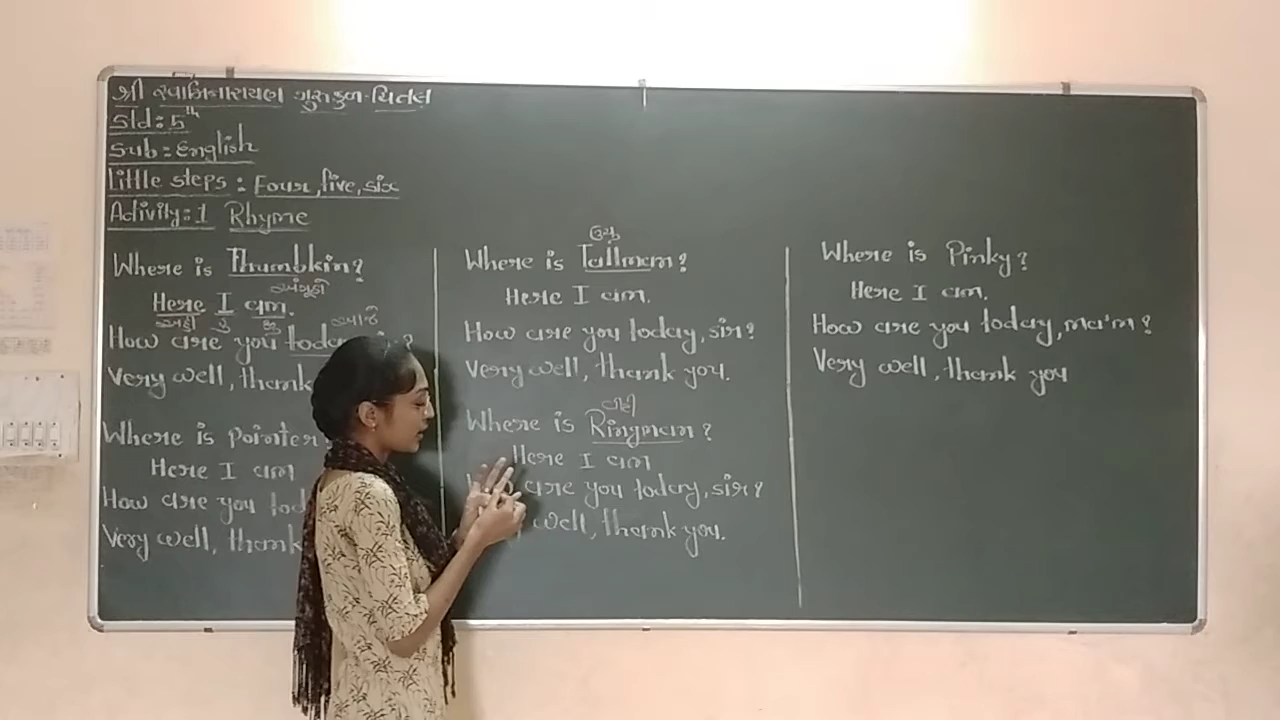 શ્રી સ્વામિનારાયણ ગુરુકુળ-ચિતલ
Std: 5th
Sub: English
Little steps: Four, five, six
Activity: 1 Rhyme
Where is Thumbkin?
અંગૂઠો
Here I am.
અહીં હું છું
આજે
How are you today, sir?
Very well, thank
Where is Pointer?
Here I am
How are you tod
Very well, thank
ઉંચુ
Where is Tallman?
Here I am.
How are you today, sir?
Very well, thank you.
Where is Ringman?
Here I am
are you today, sir?
well, thank you.
Where is Pinky?
Here I am.
How are you today, ma'm?
Very well, thank you